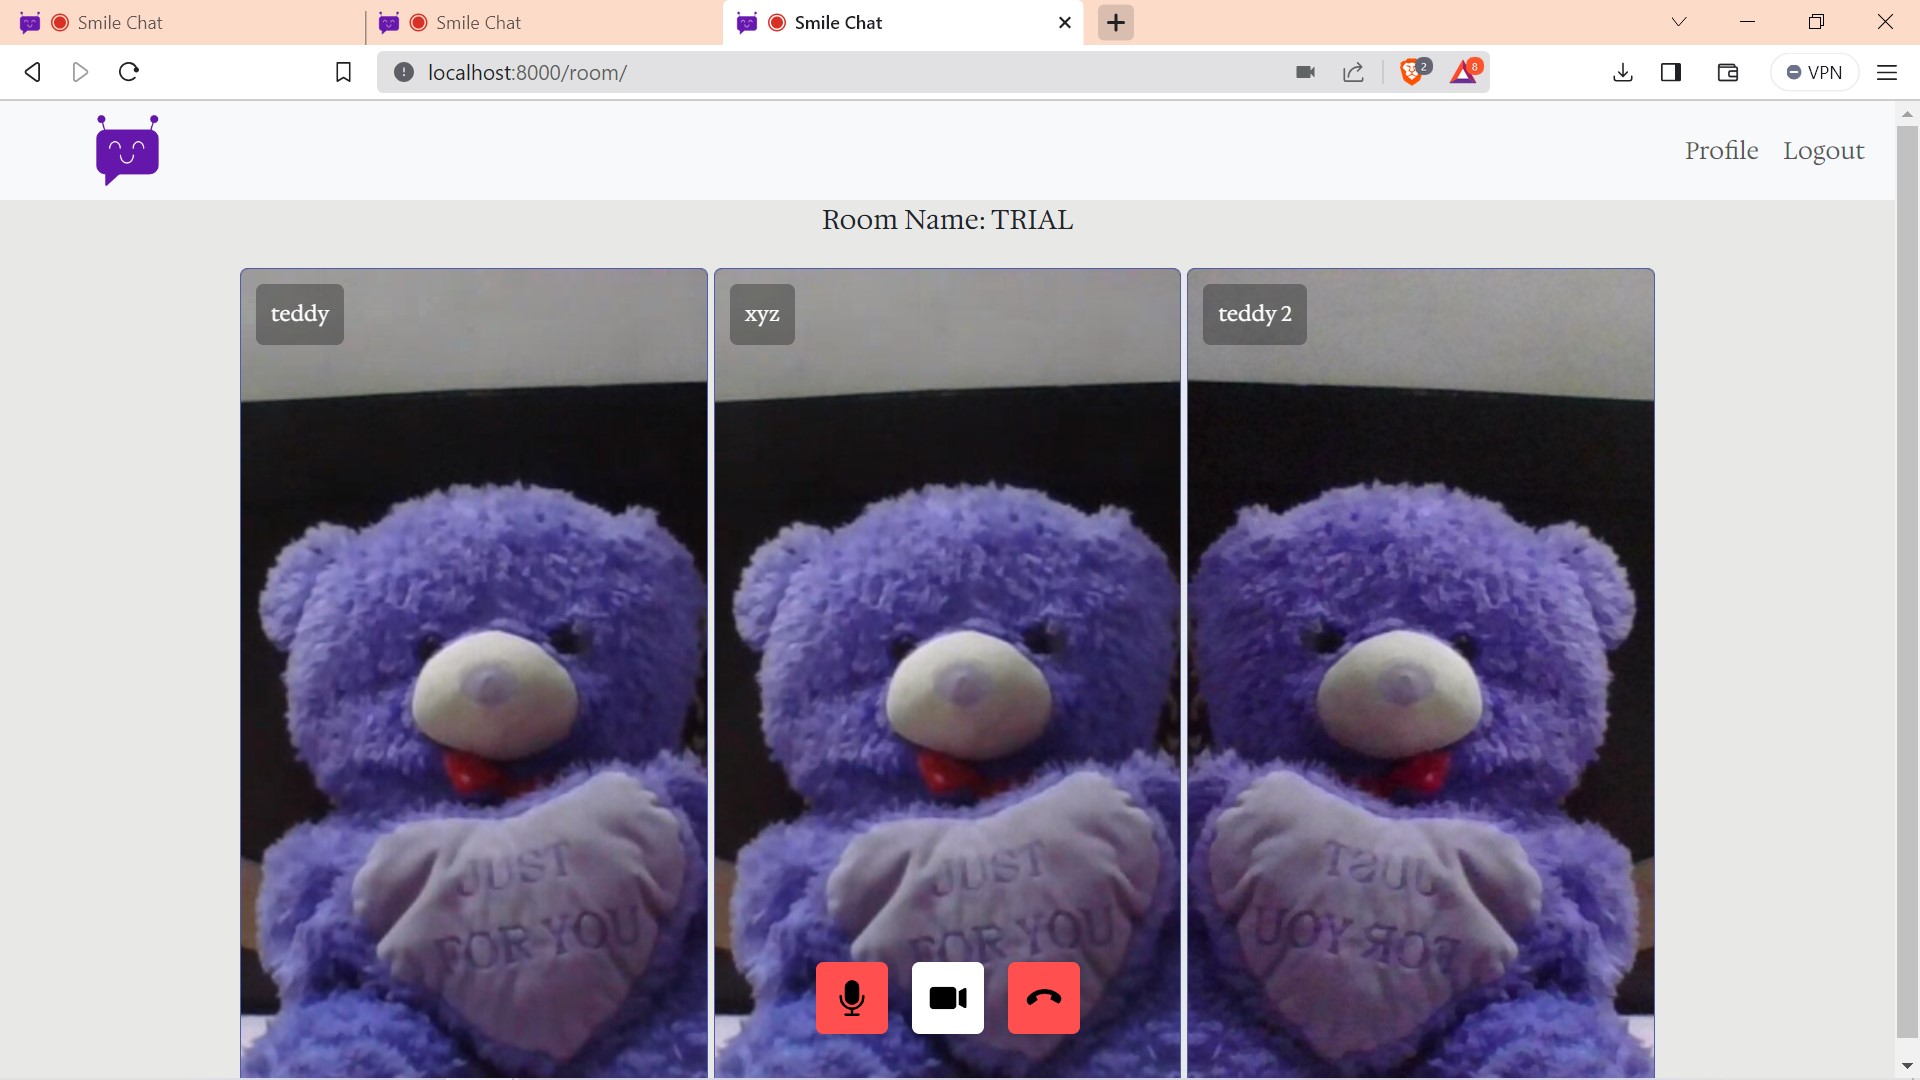 Smile Chat
Smile Chat
Smile Chat
localhost:8000/room/
2
8
VPN
Profile
Logout
Room Name: TRIAL
teddy
xyz
teddy 2
JUST
FOR YOU
JUST
FOR YOU
JUST
FOR YOU